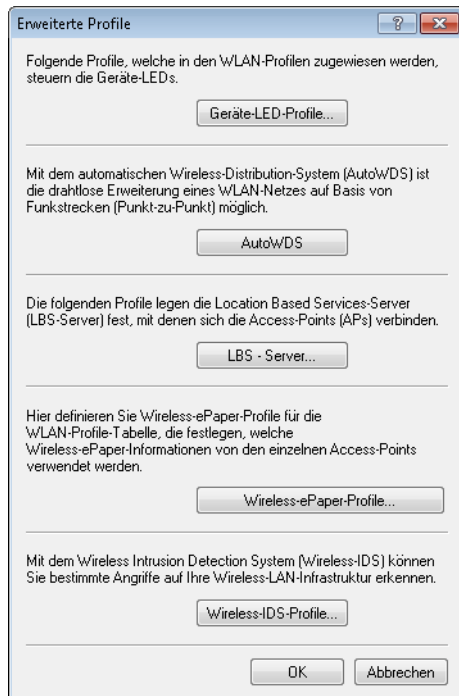 Erweiterte Profile
Folgende Profile, welche in den WLAN-Profilen zugewiesen werden,
steuern die Geräte-LEDs.
Geräte-LED-Profile...
Mit dem automatischen Wireless-Distribution-System (AutoWDS) ist
die drahtlose Erweiterung eines WLAN-Netzes auf Basis von
Funkstrecken (Punkt-zu-Punkt) möglich.
AutoWDS
Die folgenden Profile legen die Location Based Services-Server
(LBS-Server) fest, mit denen sich die Access-Points (APs) verbinden.
LBS - Server...
Hier definieren Sie Wireless-ePaper-Profile für die
WLAN-Profile-Tabelle, die festlegen, welche
Wireless-ePaper-Informationen von den einzelnen Access-Points
verwendet werden.
Wireless-ePaper-Profile...
Mit dem Wireless Intrusion Detection System (Wireless-IDS) können
Sie bestimmte Angriffe auf Ihre Wireless-LAN-Infrastruktur erkennen.
Wireless-IDS-Profile...
OK Abbrechen